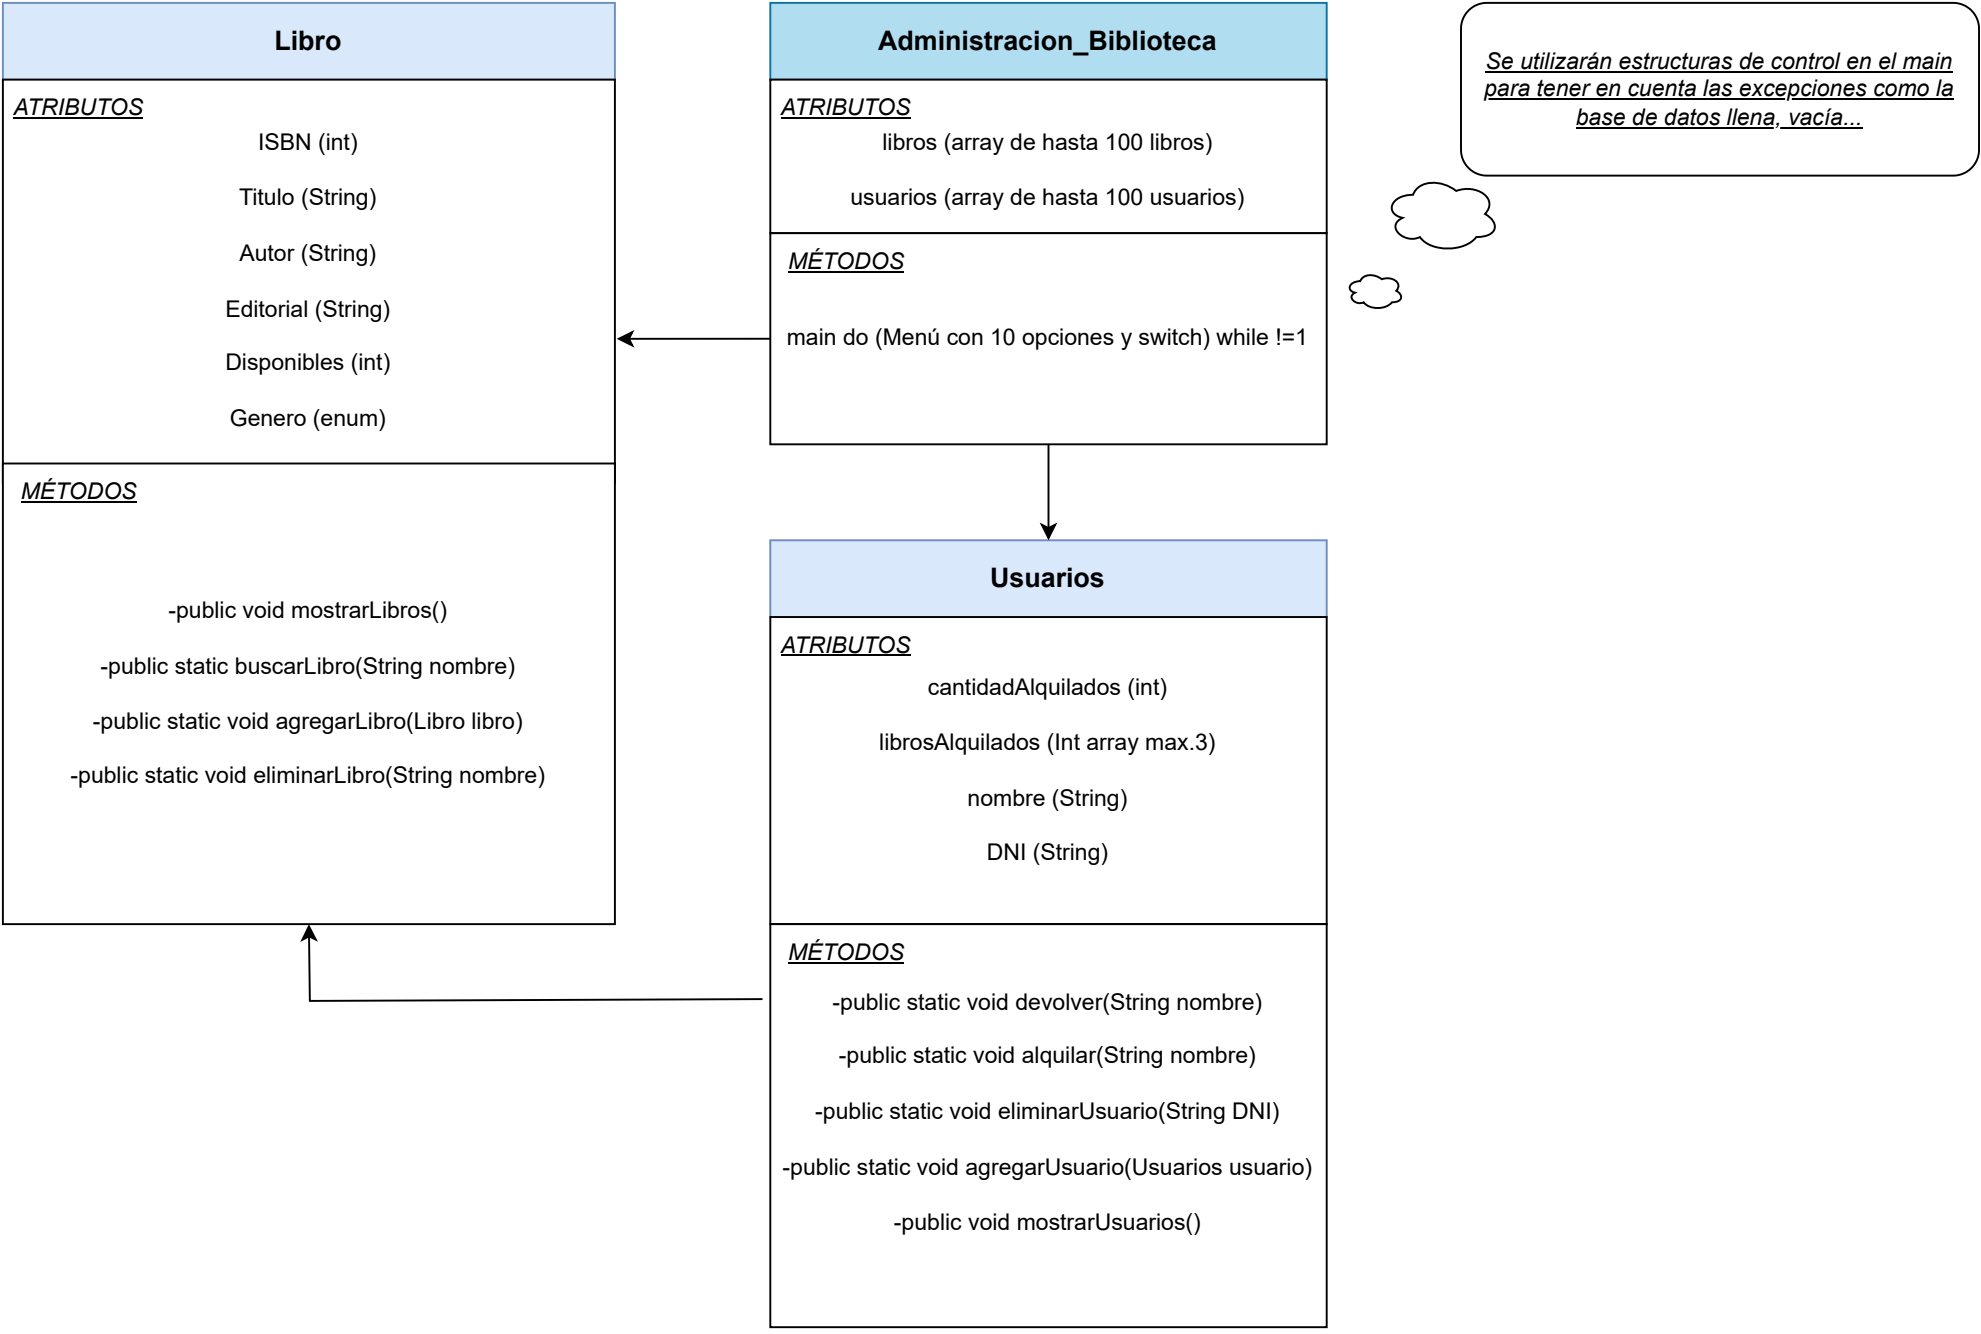 Libro
ATRIBUTOS
ISBN (int)
Titulo (String)
Autor (String)
Editorial (String)
Disponibles (int)
Genero (enum)
MÉTODOS
-public void mostrarLibros()
-public static buscarLibro(String nombre)
-public static void agregarLibro(Libro libro)
-public static void eliminarLibro(String nombre)
Administracion_Biblioteca
ATRIBUTOS
libros (array de hasta 100 libros)
usuarios (array de hasta 100 usuarios)
MÉTODOS
main do (Menú con 10 opciones y switch) while !=1
Se utilizarán estructuras de control en el main
para tener en cuenta las excepciones como la
base de datos llena, vacía...
Usuarios
ATRIBUTOS
cantidadAlquilados (int)
librosAlquilados (Int array max.3)
nombre (String)
DNI (String)
MÉTODOS
-public static void devolver(String nombre)
-public static void alquilar(String nombre)
-public static void eliminarUsuario(String DNI)
-public static void agregarUsuario(Usuarios usuario)
-public void mostrarUsuarios()